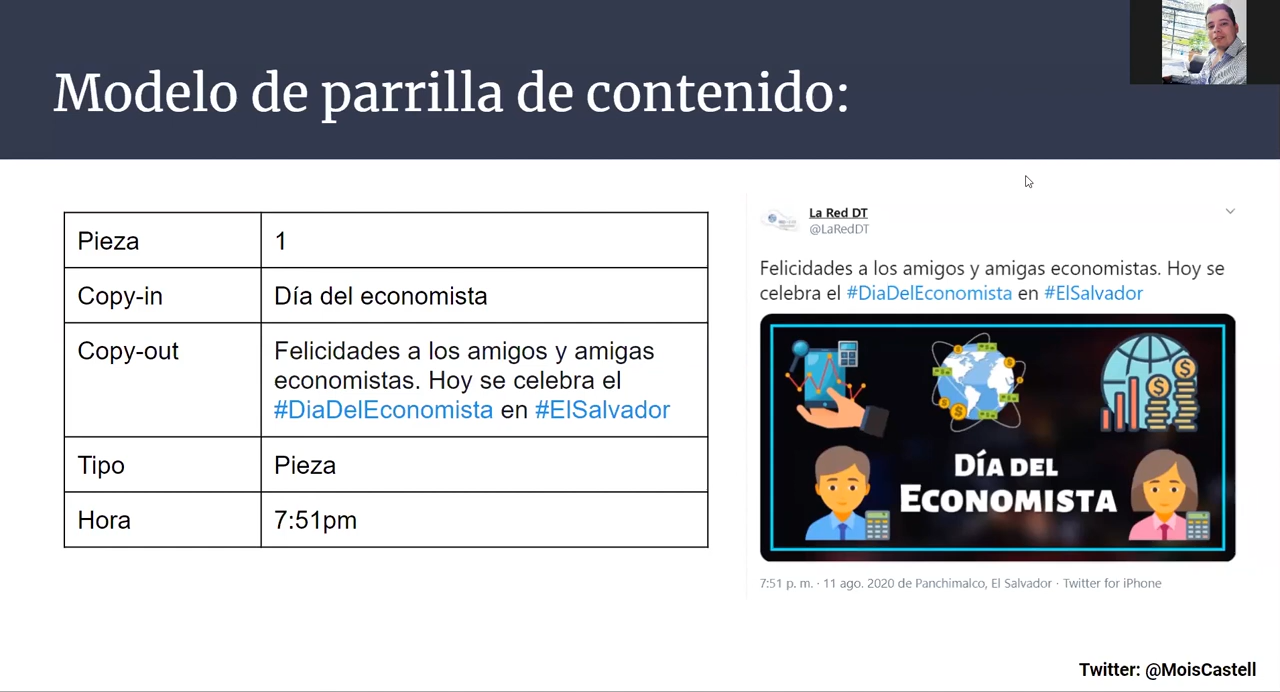 Modelo de parrilla de contenido:
Pieza
1
Copy-in
Día del economista
Copy-out
Felicidades a los amigos y amigas
economistas. Hoy se celebra el
#DiaDelEconomista en #ElSalvador
Tipo
Pieza
Hora
7:51pm
La Red DT
@LaRedDT
Felicidades a los amigos y amigas economistas. Hoy se
celebra el #DiaDelEconomista en #ElSalvador
DÍA DEL
ECONOMISTA
7:51 p. m. · 11 ago. 2020 de Panchimalco, El Salvador · Twitter for iPhone
Twitter: @MoisCastell